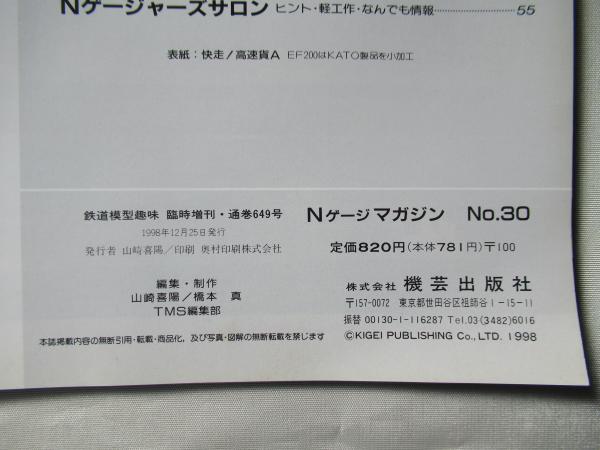 Nゲージャーズサロン ヒント・軽工作・なんでも情報……………………55
表紙：快走/高速貨A EF200はKATO製品を小加工
鉄道模型趣味 臨時増刊・通巻649号
1998年12月25日発行
発行者 山崎喜陽/印刷 奥村印刷株式会社
編集・制作
山崎喜陽/橋本 真
TMS編集部
本誌掲載内容の無断引用・転載・商品化，及び写真・図解の無断転載を禁じます
Nゲージ マガジン No.30
定価820円(本体781円)〒100
株式会社 機芸出版社
〒157-0072 東京都世田谷区祖師谷1-15-11
振替 00130-1-116287 Tel.03(3482)6016
©KIGEI PUBLISHING Co., LTD. 1998